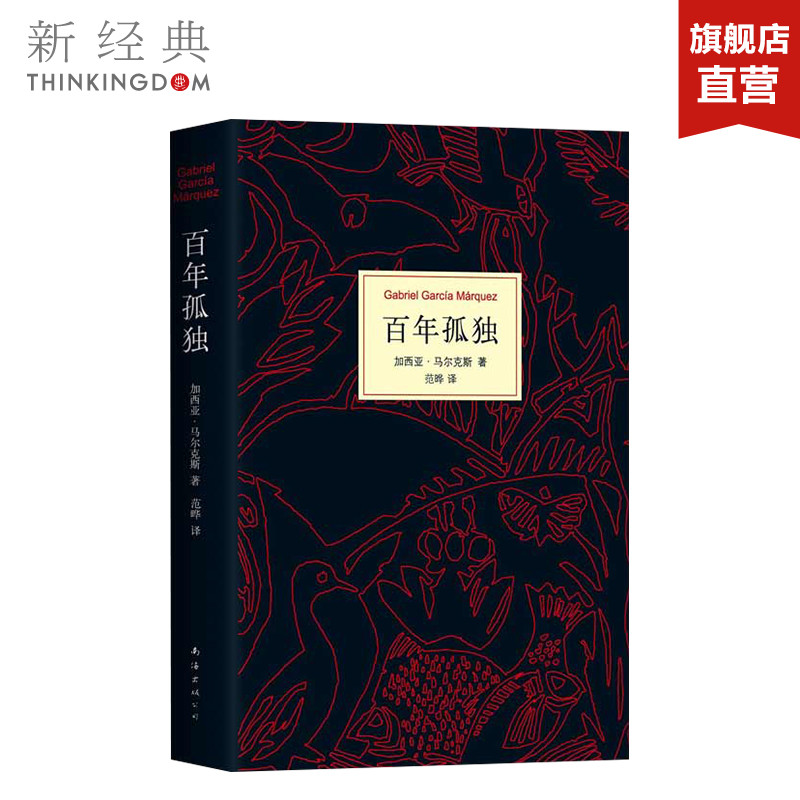 新经典
THINKINGDOM
旗舰店
直营
Gabriel
García
Márquez
百年孤独
加西亚·马尔克斯 著
范晔 译
南海出版公司
Gabriel García Márquez
百年孤独
加西亚·马尔克斯 著
范晔 译